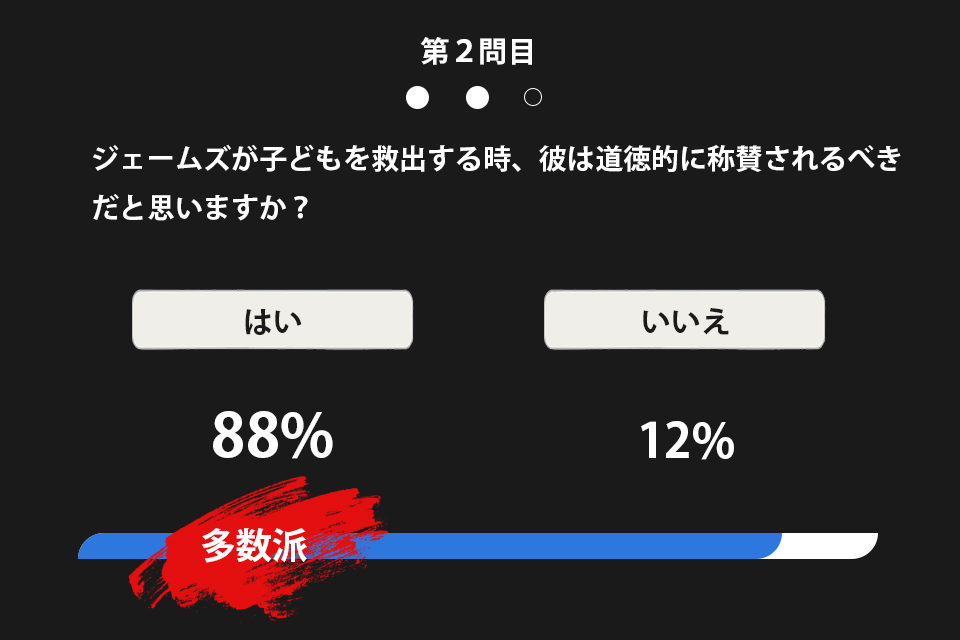 第２問目
ジェームズが子どもを救出する時、彼は道徳的に称賛されるべき
だと思いますか？
はい
いいえ
88%
12%
多数派